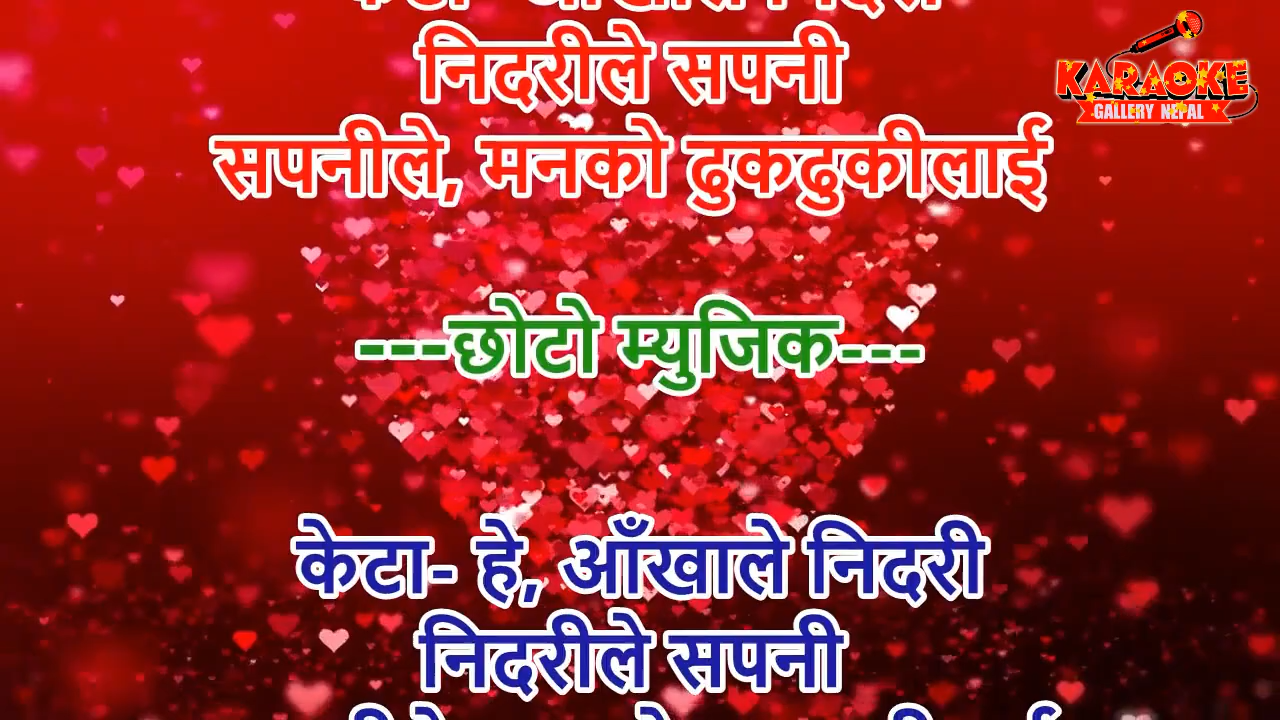 निदरीले सपनी
सपनीले, मनको ढुकढुकीलाई
KARAOKE
GALLERY NEPAL
---छोटो म्युजिक---
केटा- हे, आँखाले निदरी
निदरीले सपनी